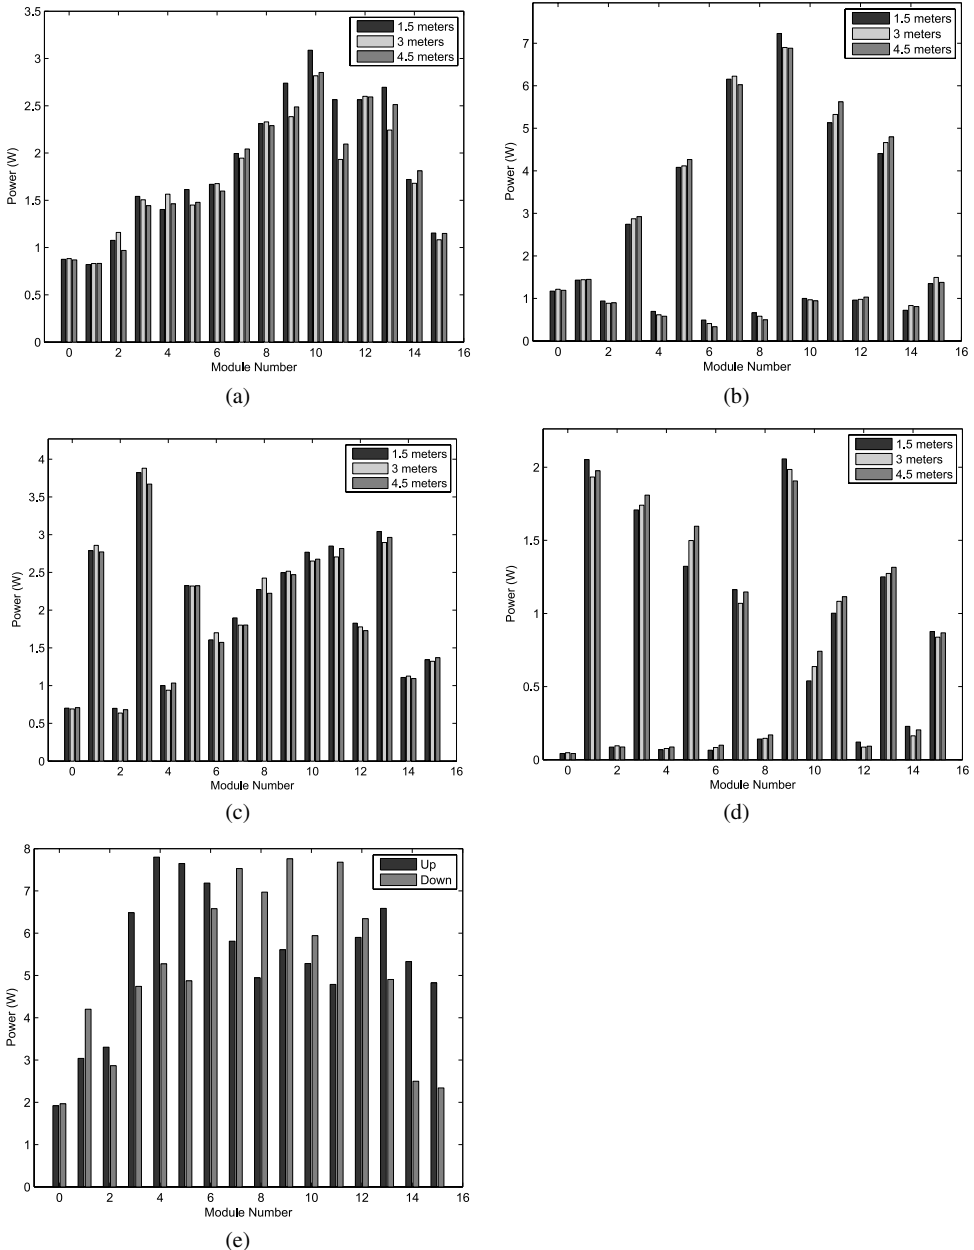 3.5
3
2.5
2
1.5
1
0.5
0
Power (W)
1.5 meters
3 meters
4.5 meters
0 2 4 6 8 10 12 14 16
Module Number
(a)
7
6
5
4
3
2
1
0
Power (W)
1.5 meters
3 meters
4.5 meters
0 2 4 6 8 10 12 14 16
Module Number
(b)
4
3.5
3
2.5
2
1.5
1
0.5
0
Power (W)
1.5 meters
3 meters
4.5 meters
0 2 4 6 8 10 12 14 16
Module Number
(c)
2
1.5
1
0.5
0
Power (W)
1.5 meters
3 meters
4.5 meters
0 2 4 6 8 10 12 14 16
Module Number
(d)
8
7
6
5
4
3
2
1
0
Power (W)
Up
Down
0 2 4 6 8 10 12 14 16
Module Number
(e)